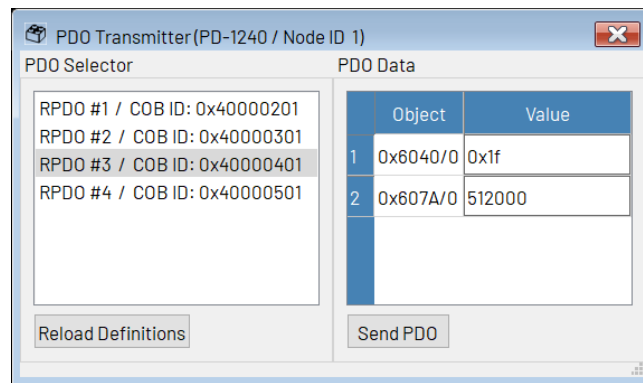 PDO Transmitter (PD-1240 / Node ID 1)
PDO Selector
PDO Data
RPDO #1 / COB ID: 0x40000201
RPDO #2 / COB ID: 0x40000301
RPDO #3 / COB ID: 0x40000401
RPDO #4 / COB ID: 0x40000501
Object Value
1 0x6040/0 0x1f
2 0x607A/0 512000
Reload Definitions
Send PDO